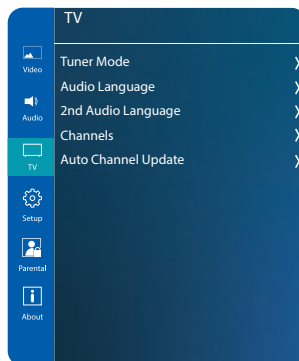 TV
Video
Audio
TV
Setup
Parental
About
Tuner Mode
Audio Language
2nd Audio Language
Channels
Auto Channel Update